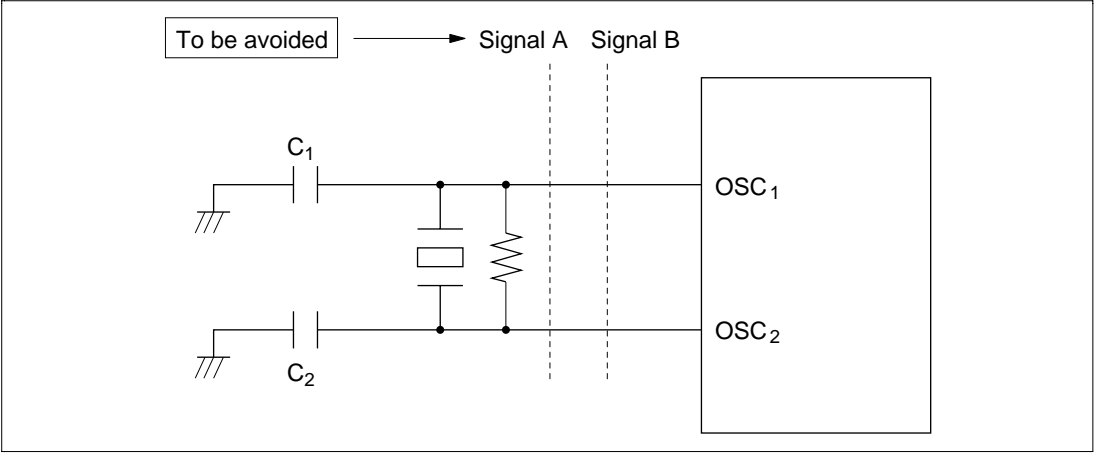 To be avoided Signal A Signal B
C1
OSC1
OSC2
C2